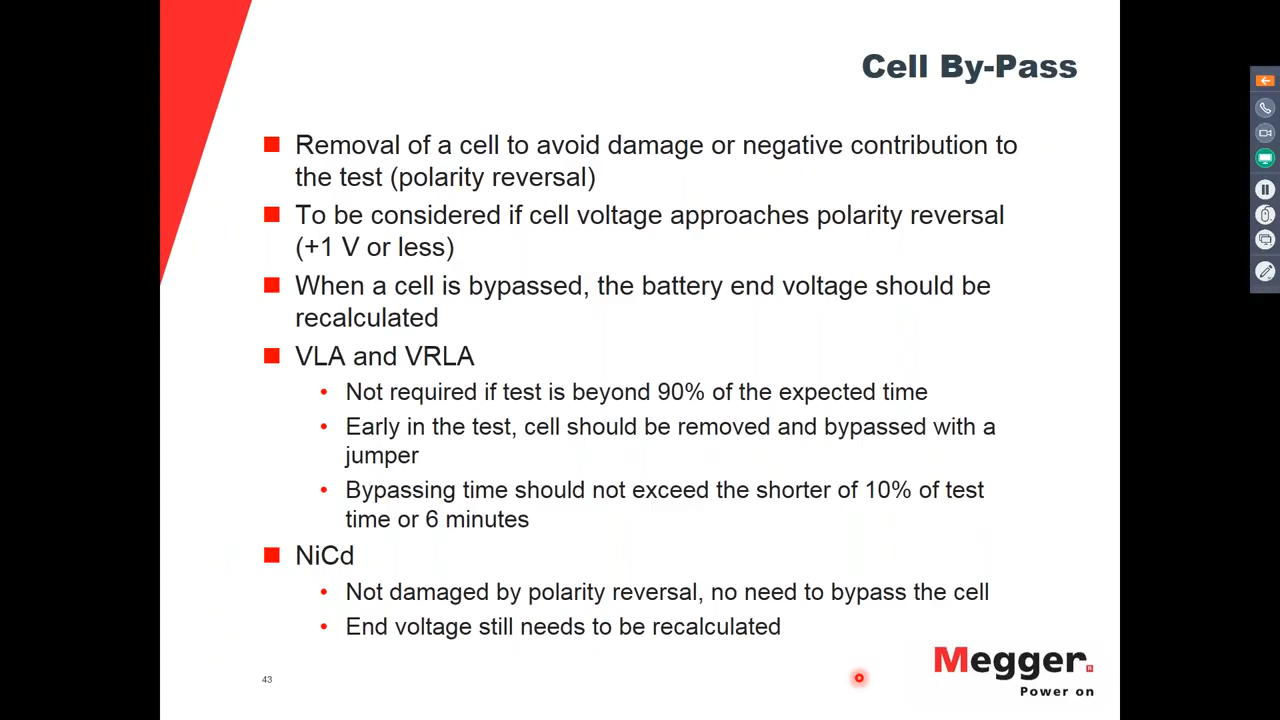 Cell By-Pass
Removal of a cell to avoid damage or negative contribution to
the test (polarity reversal)
To be considered if cell voltage approaches polarity reversal
(+1 V or less)
When a cell is bypassed, the battery end voltage should be
recalculated
VLA and VRLA
Not required if test is beyond 90% of the expected time
Early in the test, cell should be removed and bypassed with a
jumper
Bypassing time should not exceed the shorter of 10% of test
time or 6 minutes
NiCd
Not damaged by polarity reversal, no need to bypass the cell
End voltage still needs to be recalculated
43
Megger.
Power on